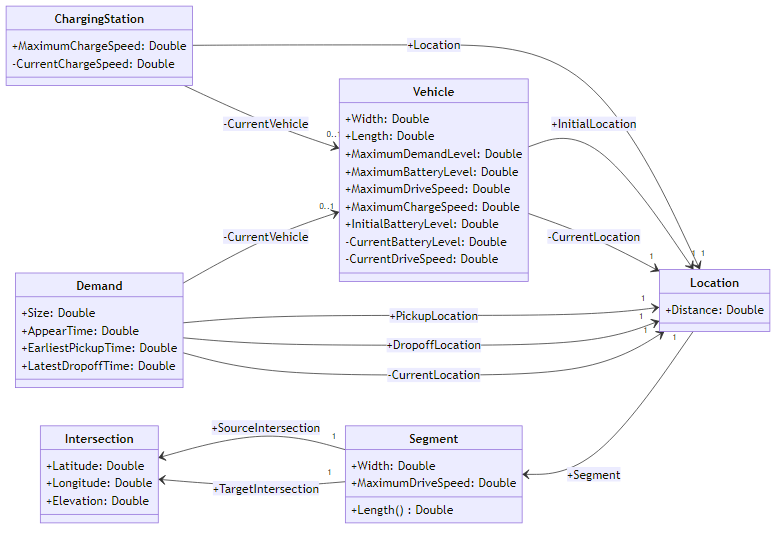 ChargingStation
+MaximumChargeSpeed: Double
-CurrentChargeSpeed: Double
+Location
Vehicle
+Width: Double
+Length: Double
+MaximumDemandLevel: Double
+MaximumBatteryLevel: Double
+MaximumDriveSpeed: Double
+MaximumChargeSpeed: Double
+InitialBatteryLevel: Double
-CurrentBatteryLevel: Double
-CurrentDriveSpeed: Double
-CurrentVehicle
0..1
+InitialLocation
1
1
0..1
-CurrentVehicle
-CurrentLocation
1
Demand
+Size: Double
+AppearTime: Double
+EarliestPickupTime: Double
+LatestDropoffTime: Double
Location
+Distance: Double
+PickupLocation
1
+DropoffLocation
1
-CurrentLocation
1
Intersection
+Latitude: Double
+Longitude: Double
+Elevation: Double
+SourceIntersection
1
+TargetIntersection
1
Segment
+Width: Double
+MaximumDriveSpeed: Double
+Length() : Double
+Segment